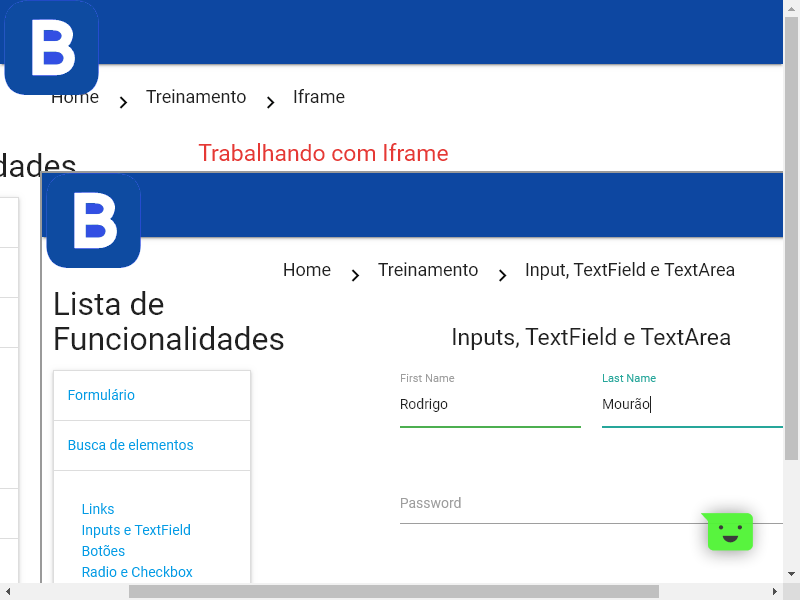 B
Home
Treinamento
Iframe
dades
Trabalhando com Iframe
B
Home
Treinamento
Input, TextField e TextArea
Lista de
Funcionalidades
Inputs, TextField e TextArea
Formulário
Busca de elementos
Links
Inputs e TextField
Botões
Radio e Checkbox
First Name
Last Name
Rodrigo
Mourão
Password